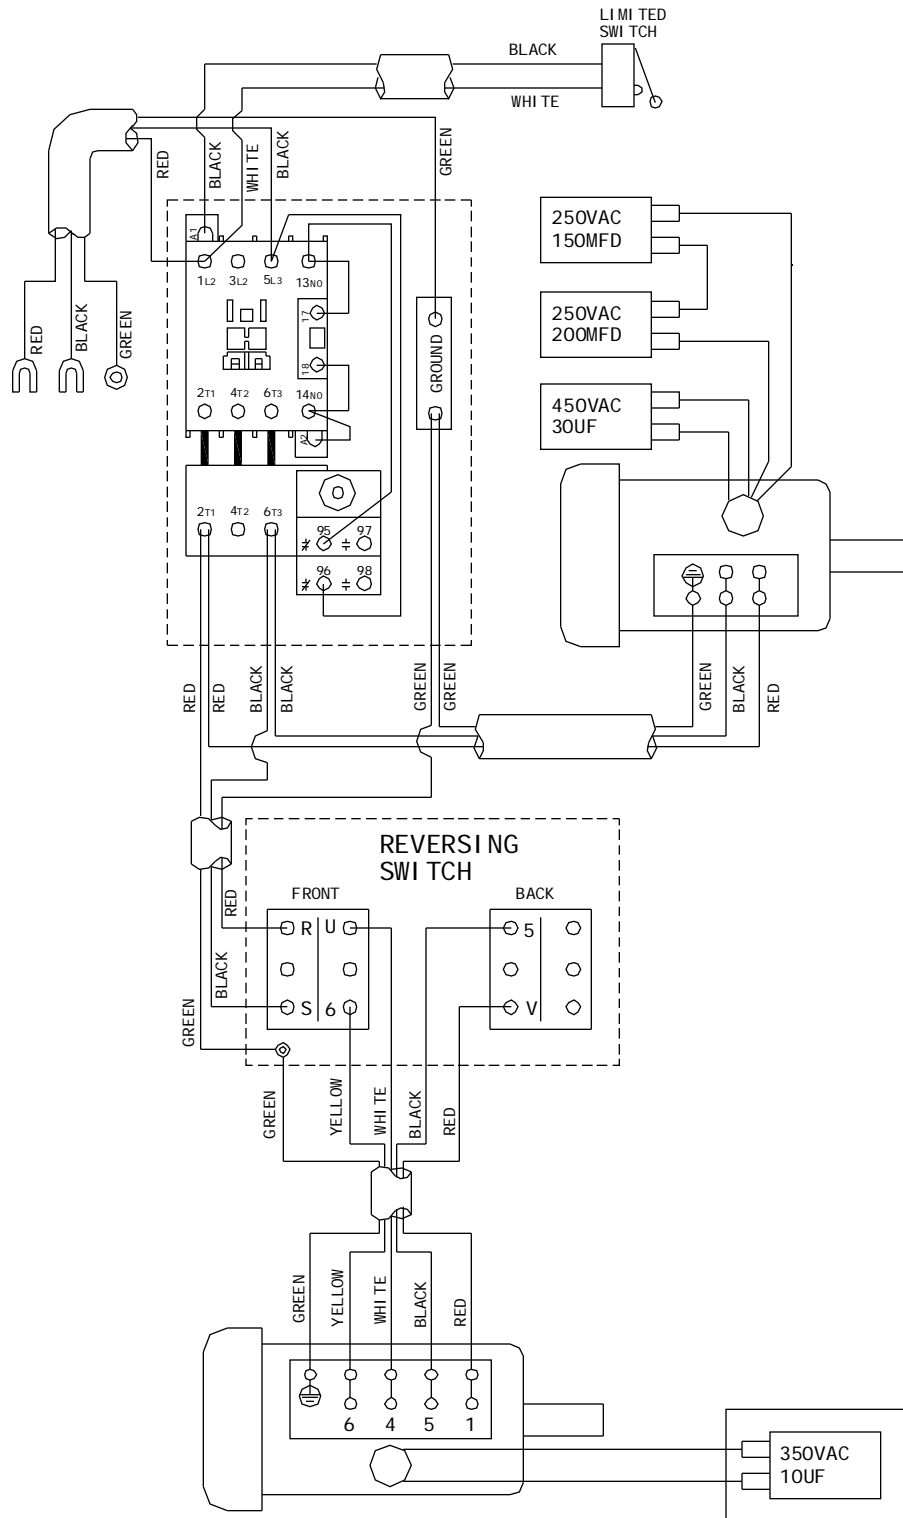 LIMITED
SWITCH
BLACK
WHITE
RED
BLACK
WHITE
BLACK
GREEN
A1
1L2 3L2 5L3 13NO
17
18
2T1 4T2 6T3 14NO
A2
GROUND
RED
BLACK
GREEN
250VAC
150MFD
250VAC
200MFD
450VAC
30UF
2T1 4T2 6T3
95 97
96 98
RED
RED
BLACK
BLACK
GREEN
GREEN
GREEN
BLACK
RED
REVERSING
SWITCH
FRONT
BACK
RED
BLACK
GREEN
R U
S 6
5
V
GREEN
YELLOW
WHITE
BLACK
RED
GREEN
YELLOW
WHITE
BLACK
RED
6 4 5 1
350VAC
10UF